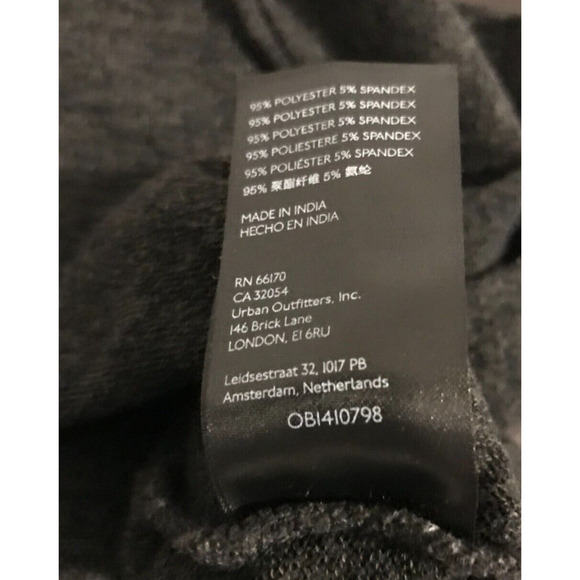 95% POLYESTER 5% SPANDEX
95% POLYESTER 5% SPANDEX
95% POLYESTER 5% SPANDEX
95% POLIESTERE 5% SPANDEX
95% POLIÉSTER 5% SPANDEX
95% 聚酯纤维 5% 氨纶
MADE IN INDIA
HECHO EN INDIA
RN 66170
CA 32054
Urban Outfitters, Inc.
146 Brick Lane
LONDON, E1 6RU
Leidsestraat 32, 1017 PB
Amsterdam, Netherlands
OB1410798